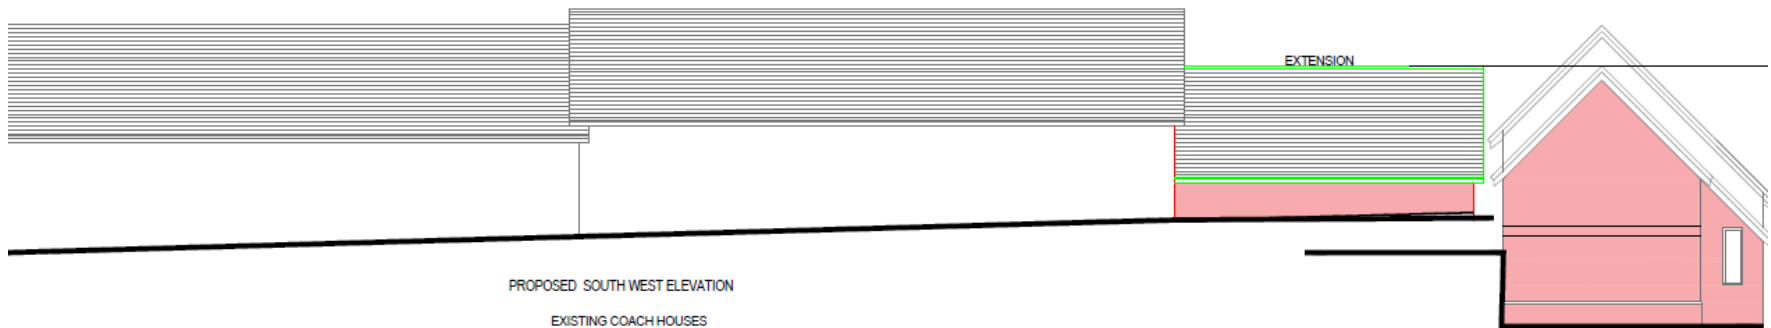 EXTENSION
PROPOSED SOUTH WEST ELEVATION
EXISTING COACH HOUSES